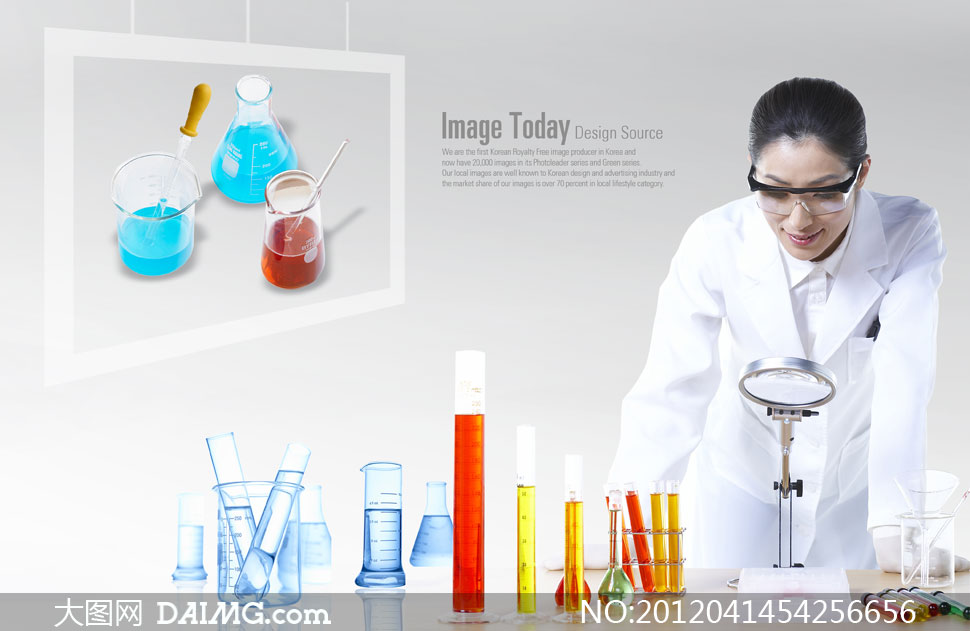 Image Today Design Source
We are the first Korean Royalty Free image producer in Korea and
now have 20,000 images in its Photoleader series and Green series.
Our local images are well known to Korean design and advertising industry and
the market share of our images is over 70 percent in local lifestyle category.
大图网 DAIMG.com
NO:2012041454256656